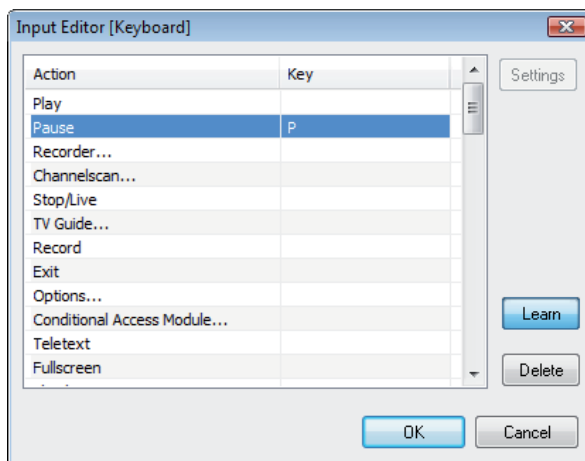 Input Editor [Keyboard]
Action Key
Settings
Play
Pause P
Recorder...
Channelscan...
Stop/Live
TV Guide...
Record
Exit
Options...
Conditional Access Module...
Learn
Teletext
Fullscreen
Delete
OK Cancel